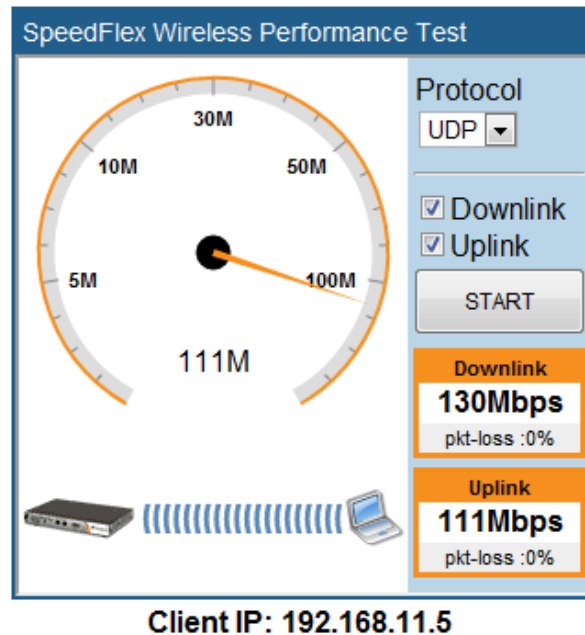 SpeedFlex Wireless Performance Test
30M
10M
50M
5M
100M
111M
Protocol
UDP
Downlink
Uplink
START
Downlink
130Mbps
pkt-loss :0%
Uplink
111Mbps
pkt-loss :0%
Client IP: 192.168.11.5